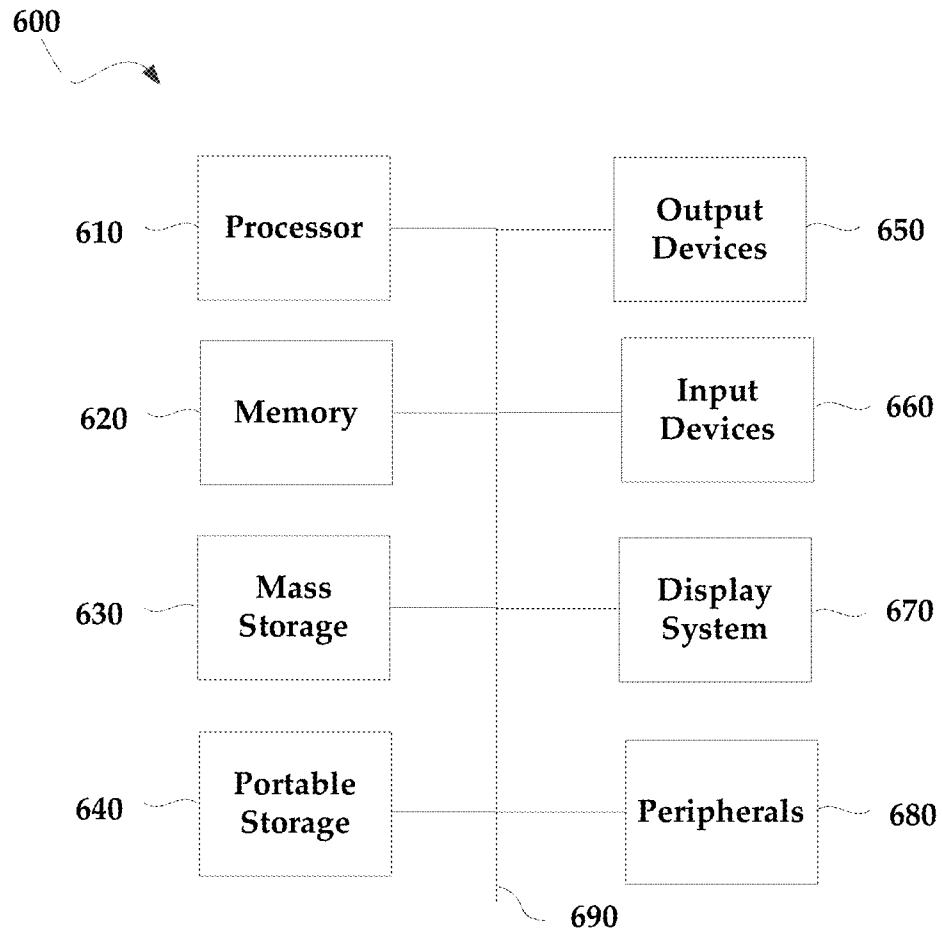 600
610
Processor
Output
Devices
650
620
Memory
Input
Devices
660
630
Mass
Storage
Display
System
670
640
Portable
Storage
Peripherals
680
690